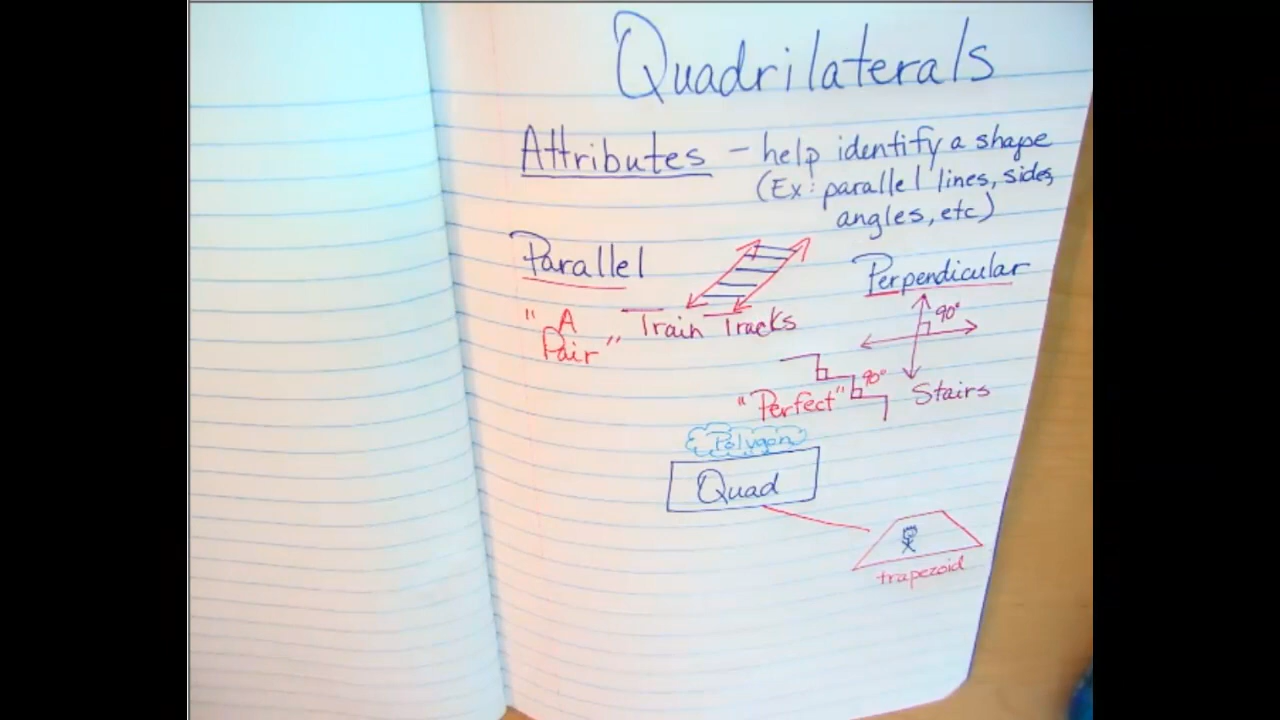 Quadrilaterals
Attributes - help identify a shape
(Ex: parallel lines, sides,
angles, etc)
Parallel
Perpendicular
90°
"A
Pair"
Train Tracks
90°
"Perfect"
Stairs
Polygon
Quad
trapezoid